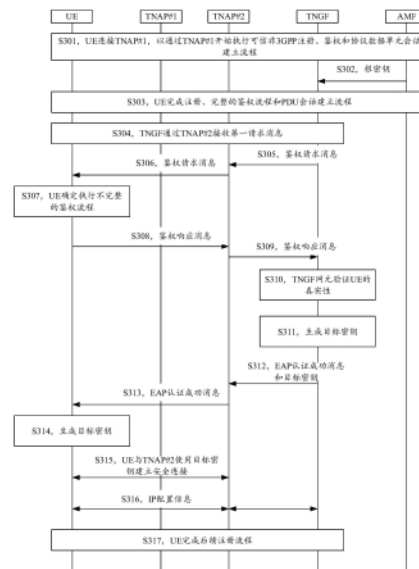 UE TNAP#1 TNAP#2 TNGF AMF
S301，UE连接TNAP#1，以通过TNAP#1开始执行可信非3GPP注册、鉴权和协议数据单元会话
建立流程
S302，根密钥
S303，UE完成注册、完整的鉴权流程和PDU会话建立流程
S304，TNGF通过TNAP#2接收第一请求消息
S305，鉴权请求消息
S306，鉴权请求消息
S307，UE确定执行不完整
的鉴权流程
S308，鉴权响应消息
S309，鉴权响应消息
S310，TNGF网元验证UE的
真实性
S311，生成目标密钥
S312，EAP认证成功消息
和目标密钥
S313，EAP认证成功消息
S314，生成目标密钥
S315，UE与TNAP#2使用目标密
钥建立安全连接
S316，IP配置信息
S317，UE完成后续注册流程